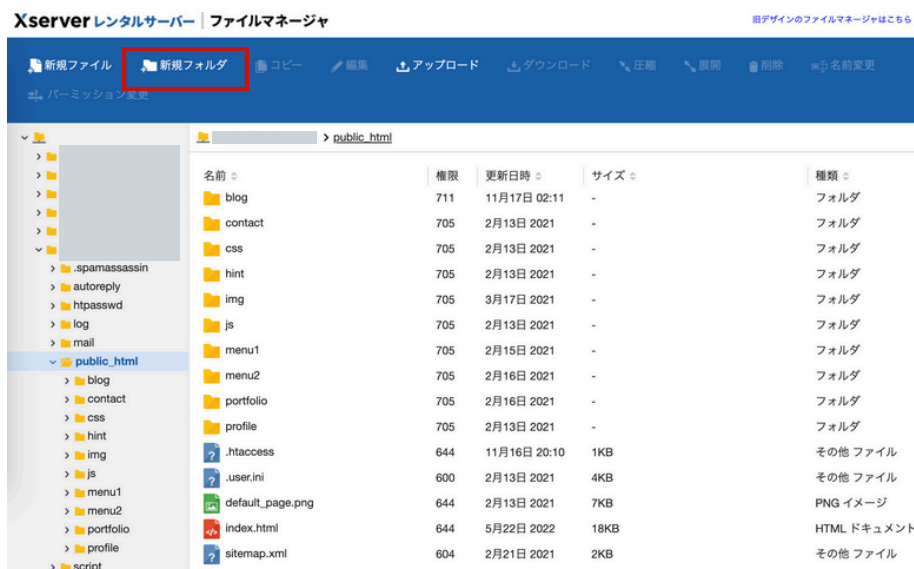 Xserver レンタルサーバー ファイルマネージャ 旧デザインのファイルマネージャはこちら
新規ファイル 新規フォルダ コピー 編集 アップロード ダウンロード 圧縮 展開 削除 名前変更
パーミッション変更
> public_html
名前 権限 更新日時 サイズ 種類
blog 711 11月17日 02:11 - フォルダ
contact 705 2月13日 2021 - フォルダ
css 705 2月13日 2021 - フォルダ
hint 705 2月13日 2021 - フォルダ
img 705 3月17日 2021 - フォルダ
js 705 2月13日 2021 - フォルダ
menu1 705 2月15日 2021 - フォルダ
menu2 705 2月16日 2021 - フォルダ
portfolio 705 2月16日 2021 - フォルダ
profile 705 2月13日 2021 - フォルダ
.htaccess 644 11月16日 20:10 1KB その他 ファイル
.user.ini 600 2月13日 2021 4KB その他 ファイル
default_page.png 644 2月13日 2021 7KB PNG イメージ
index.html 644 5月22日 2022 18KB HTML ドキュメント
sitemap.xml 604 2月21日 2021 2KB その他 ファイル
.spamassassin
autoreply
htpasswd
log
mail
public_html
blog
contact
css
hint
img
js
menu1
menu2
portfolio
profile
script